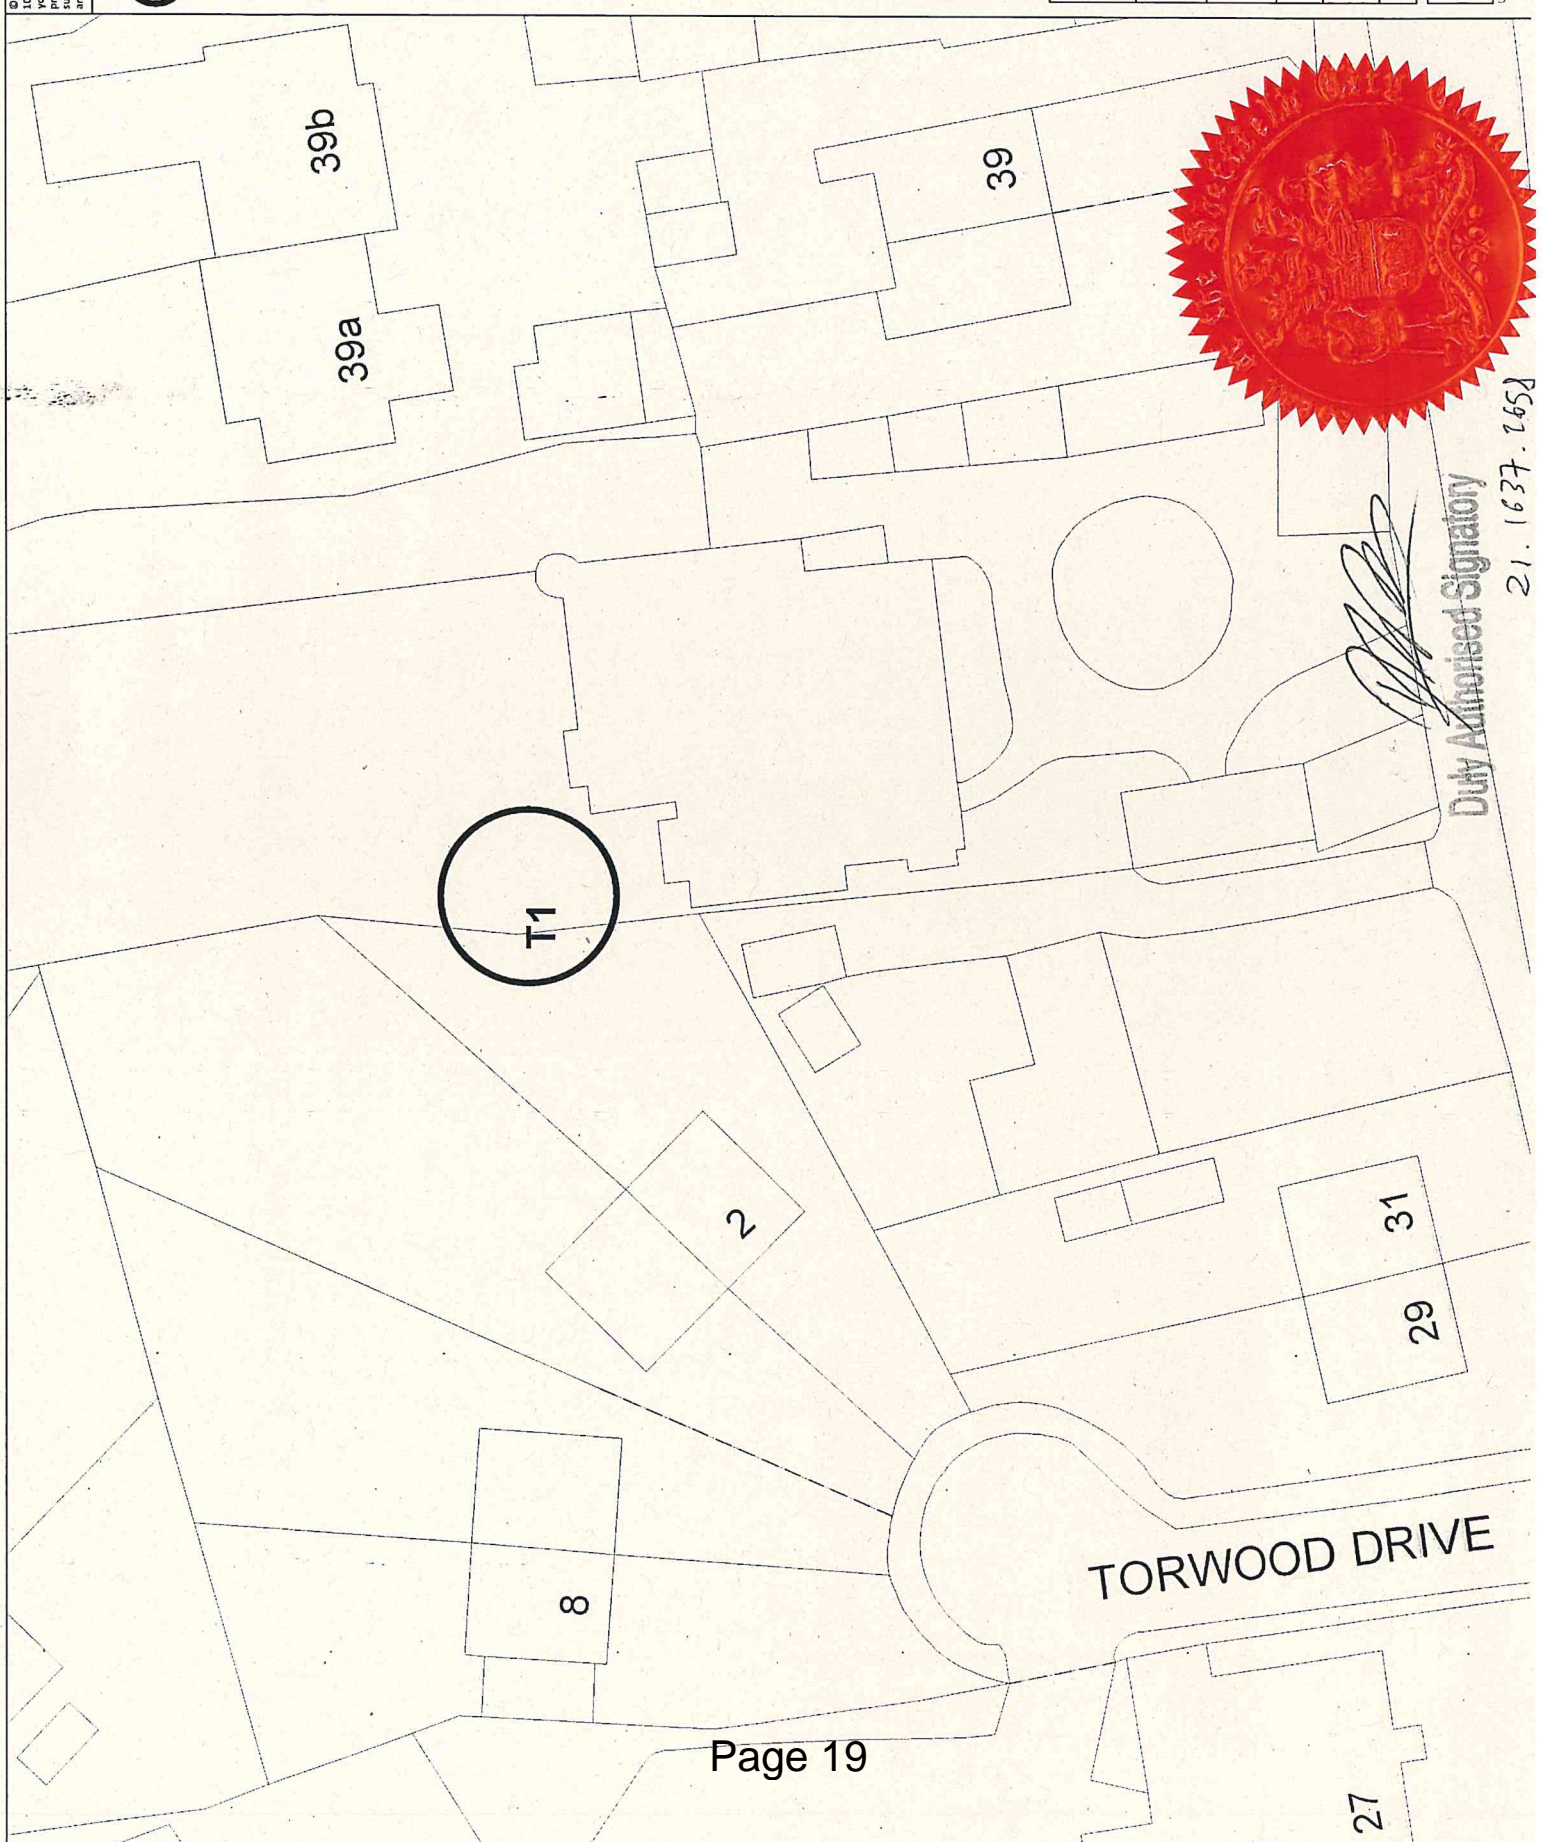 39b
39a
39
T1
2
8
31
29
27
TORWOOD DRIVE
Duly Authorised Signatory
21. 1637. 2658
Page 19